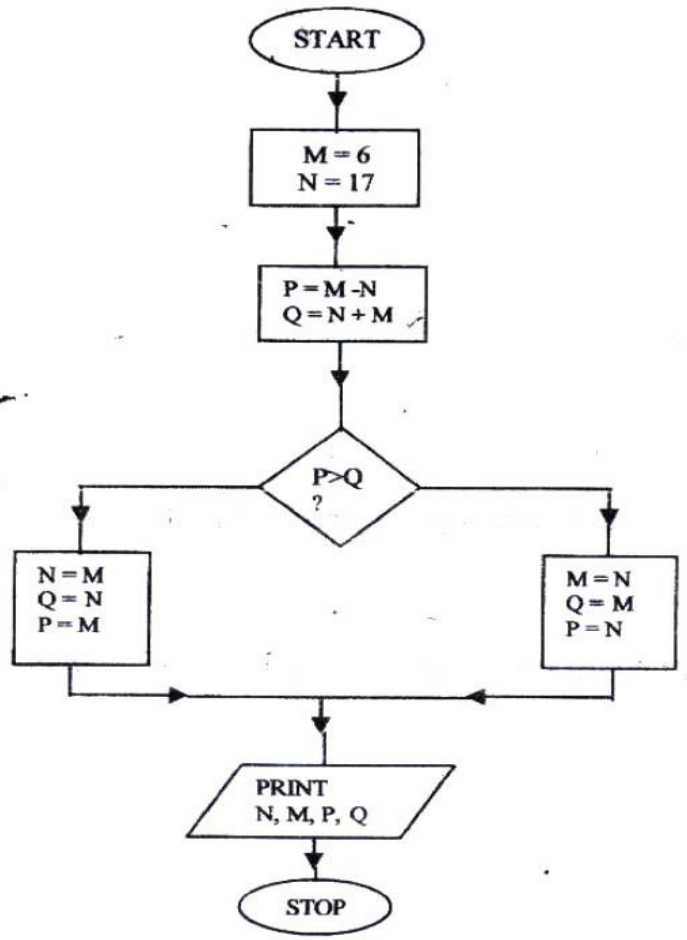 START
M = 6
N = 17
P = M -N
Q = N + M
P>Q
?
N = M
Q = N
P = M
M = N
Q = M
P = N
PRINT
N, M, P, Q
STOP